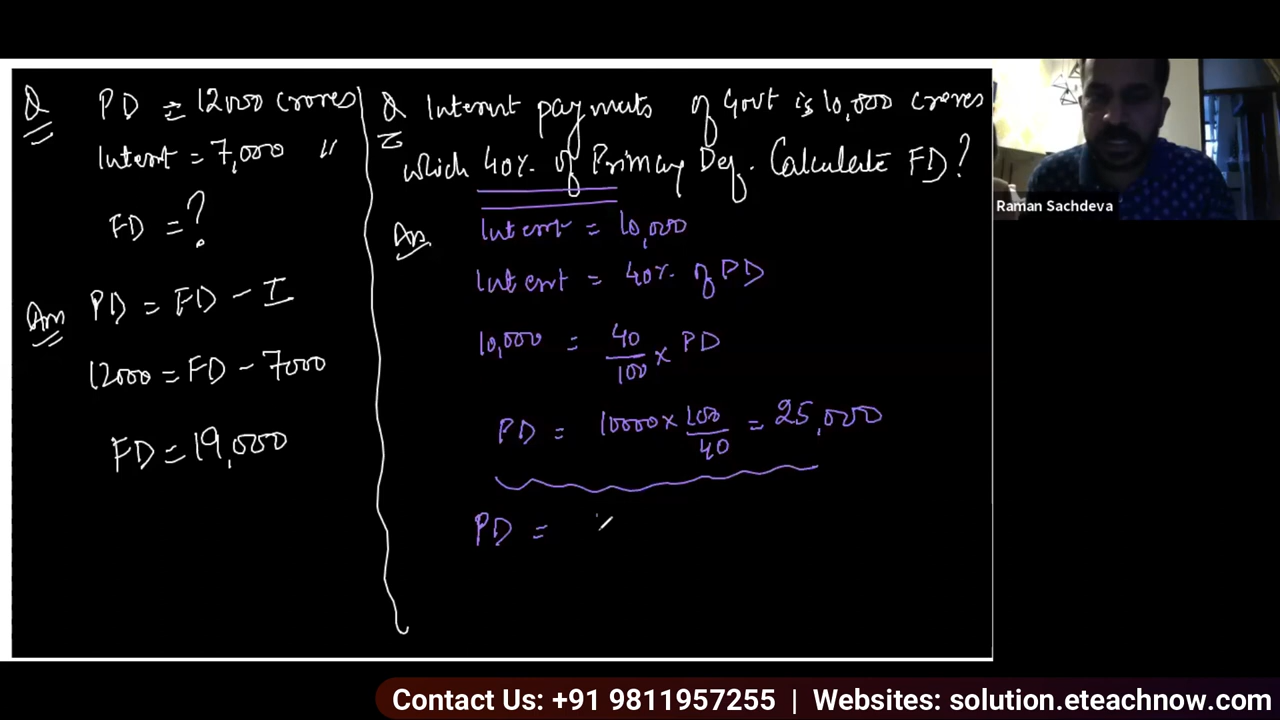 Q PD = 12000 crores
Interest = 7,000 "
FD = ?
Ans PD = FD - I
12000 = FD - 7000
FD = 19,000
Q Interest payments of Govt is 10,000 crores
which 40% of Primary Def. Calculate FD?
Ans Interest = 10,000
Interest = 40% of PD
10,000 = 40/100 × PD
PD = 10000 × 100/40 = 25,000
PD =
Raman Sachdeva
Contact Us: +91 9811957255 | Websites: solution.eteachnow.com